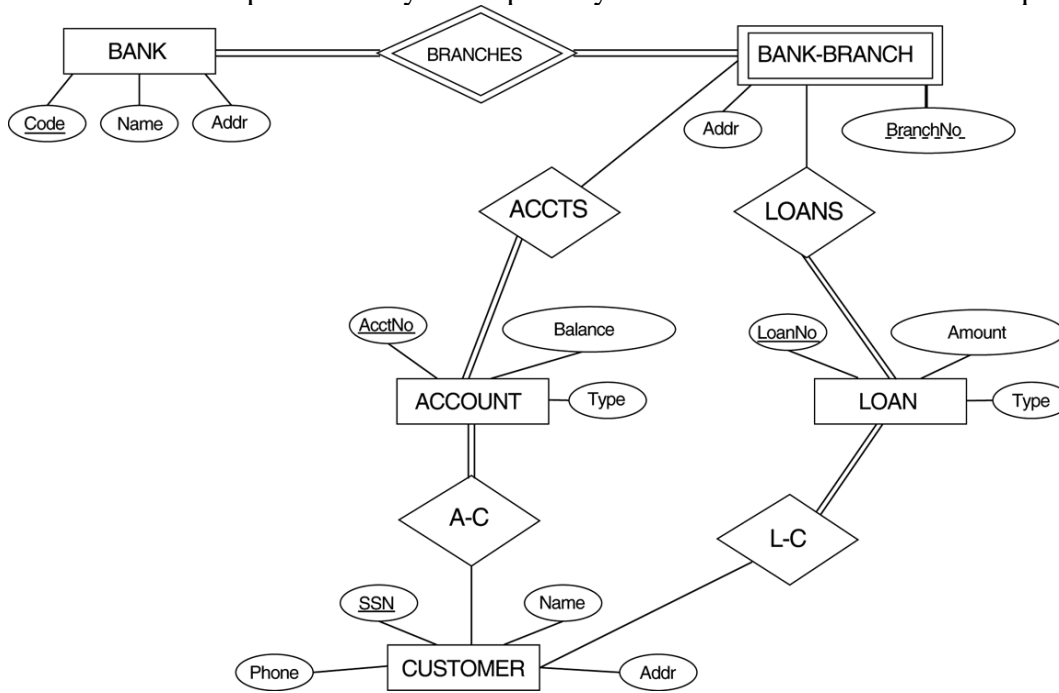 BANK
BRANCHES
BANK-BRANCH
Code
Name
Addr
Addr
BranchNo
ACCTS
LOANS
AcctNo
Balance
LoanNo
Amount
ACCOUNT
Type
LOAN
Type
A-C
L-C
SSN
Name
Phone
CUSTOMER
Addr